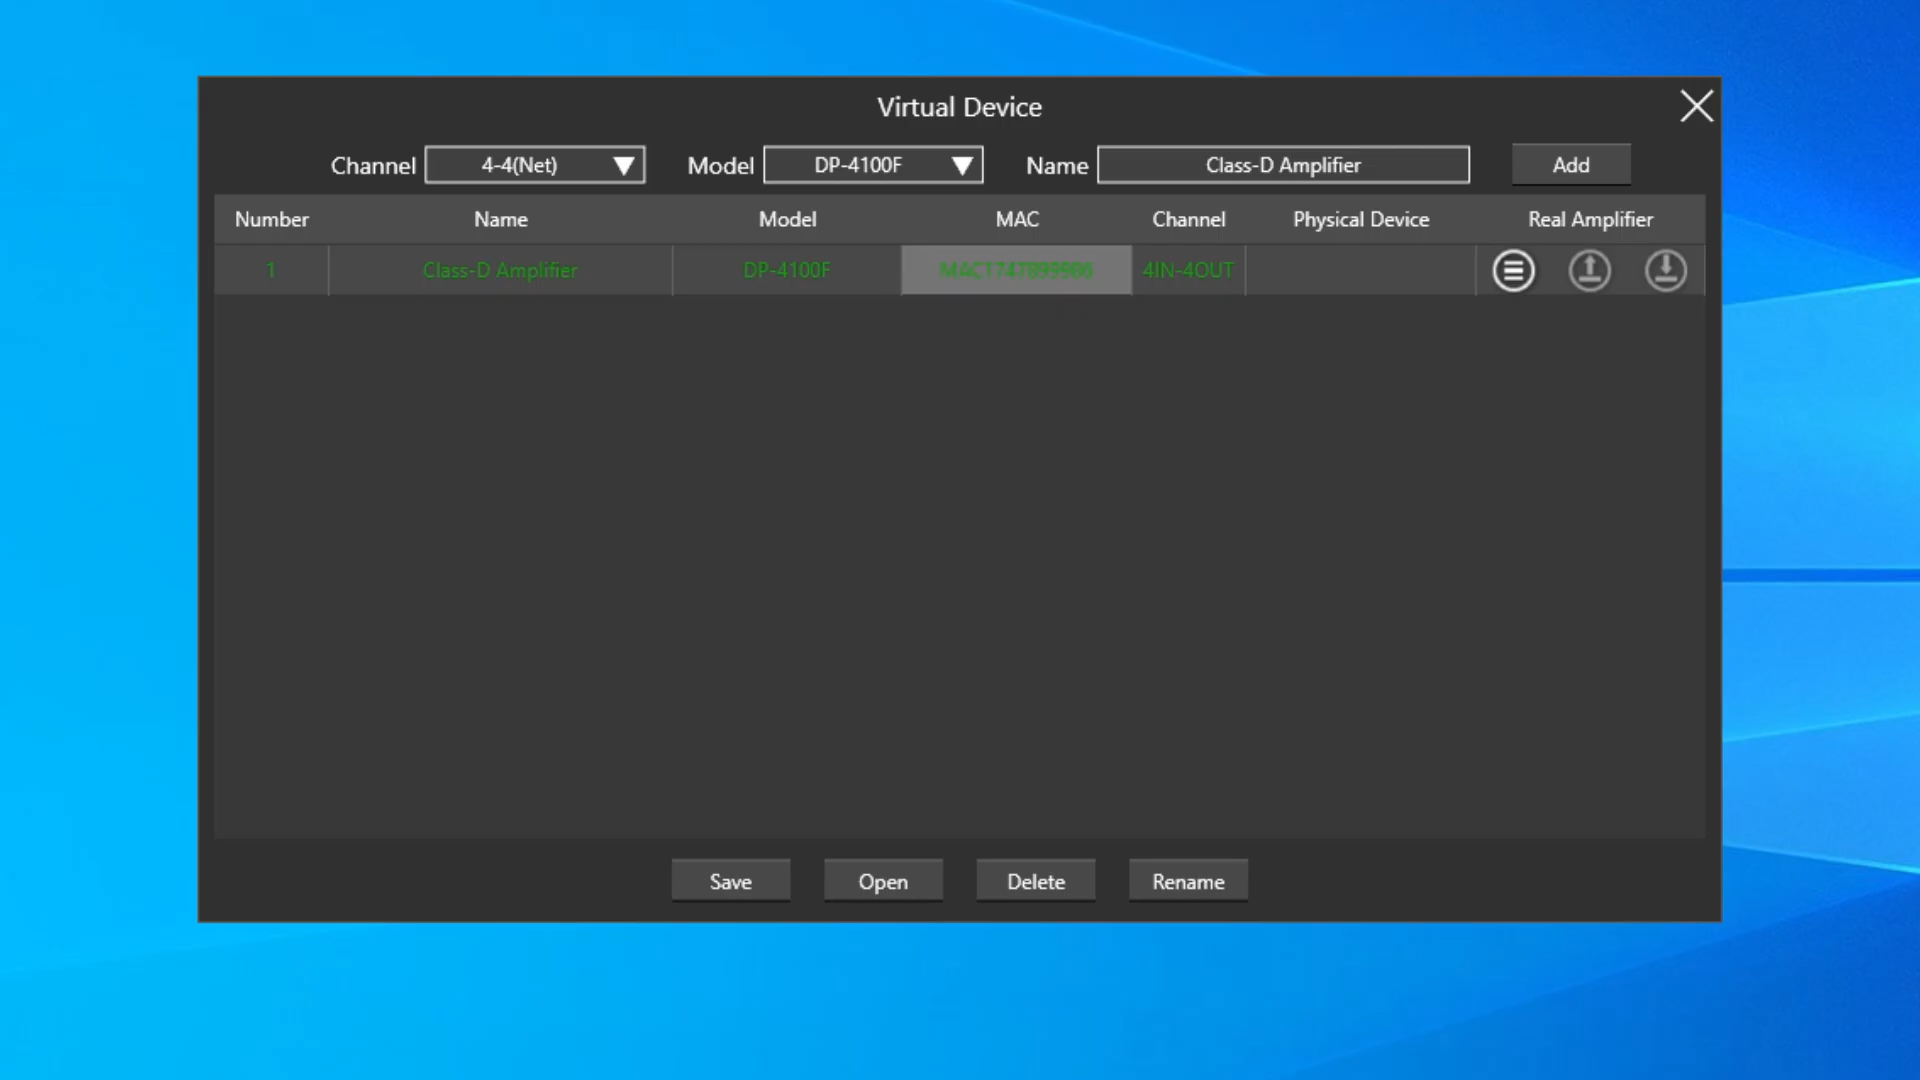 Virtual Device
Channel 4-4(Net) Model DP-4100F Name Class-D Amplifier Add
Number Name Model MAC Channel Physical Device Real Amplifier
1 Class-D Amplifier DP-4100F 4IN-4OUT
Save Open Delete Rename